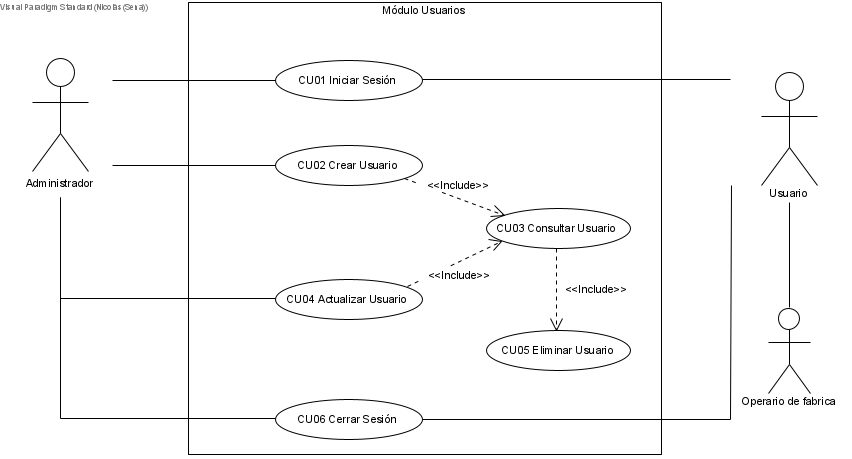 Visual Paradigm Standard (Nicolas (Sena))
Módulo Usuarios
CU01 Iniciar Sesión
CU02 Crear Usuario
Administrador
<<Include>>
Usuario
CU03 Consultar Usuario
<<Include>>
<<Include>>
CU04 Actualizar Usuario
CU05 Eliminar Usuario
Operario de fabrica
CU06 Cerrar Sesión